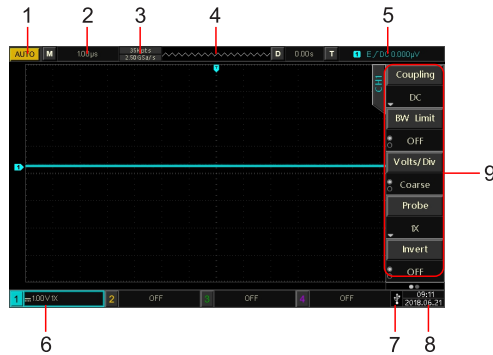 1 2 3 4 5
AUTO M 100μs 35kpts D 0.00s T 1 E / DC 0.000μV
2.50GSa/s
T
CH1
Coupling
DC
BW Limit
OFF
Volts/Div
Coarse
Probe
1X
Invert
OFF
9
1
1 1.00V 1X 2 OFF 3 OFF 4 OFF 09:11
2018.06.21
6 7 8